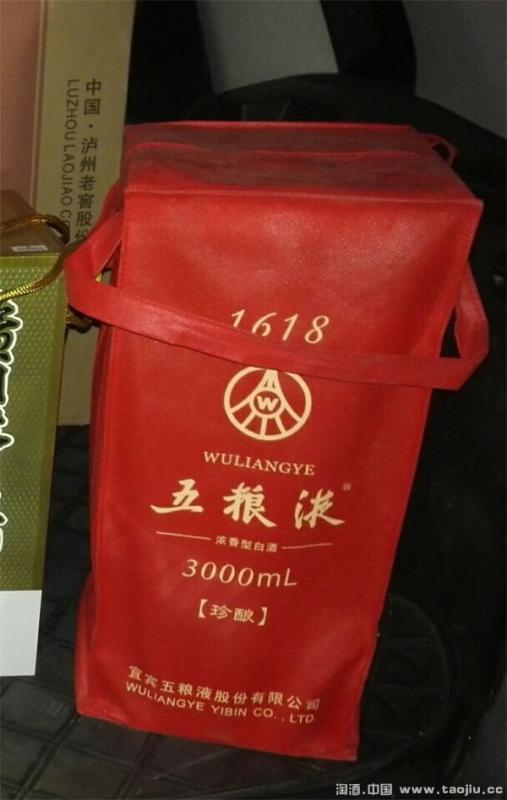 中国·泸州老窖股份
LUZHOU LAOJIAO CO
1618
W
WULIANGYE
五粮液®
浓香型白酒
3000mL
【珍酿】
宜宾五粮液股份有限公司
WULIANGYE YIBIN CO.,LTD
淘酒.中国 www.taojiu.cc